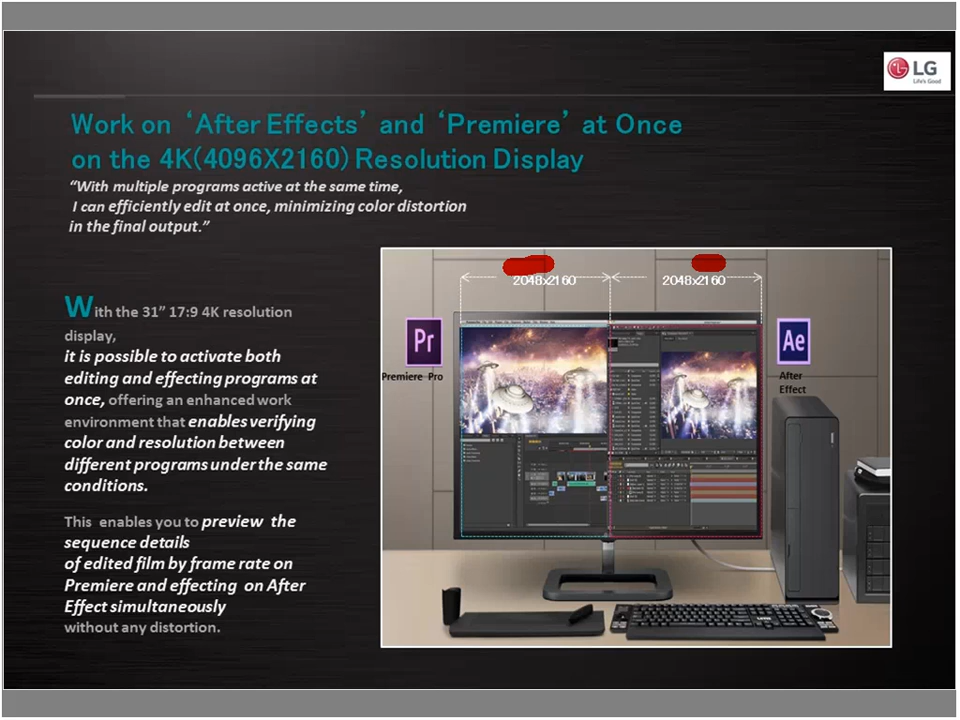 LG
Life's Good
Work on ‘After Effects’ and ‘Premiere’ at Once
on the 4K(4096X2160) Resolution Display
“With multiple programs active at the same time,
I can efficiently edit at once, minimizing color distortion
in the final output.”
With the 31” 17:9 4K resolution
display,
it is possible to activate both
editing and effecting programs at
once, offering an enhanced work
environment that enables verifying
color and resolution between
different programs under the same
conditions.
This enables you to preview the
sequence details
of edited film by frame rate on
Premiere and effecting on After
Effect simultaneously
without any distortion.
2048x2160
2048x2160
Pr
Premiere Pro
Ae
After
Effect